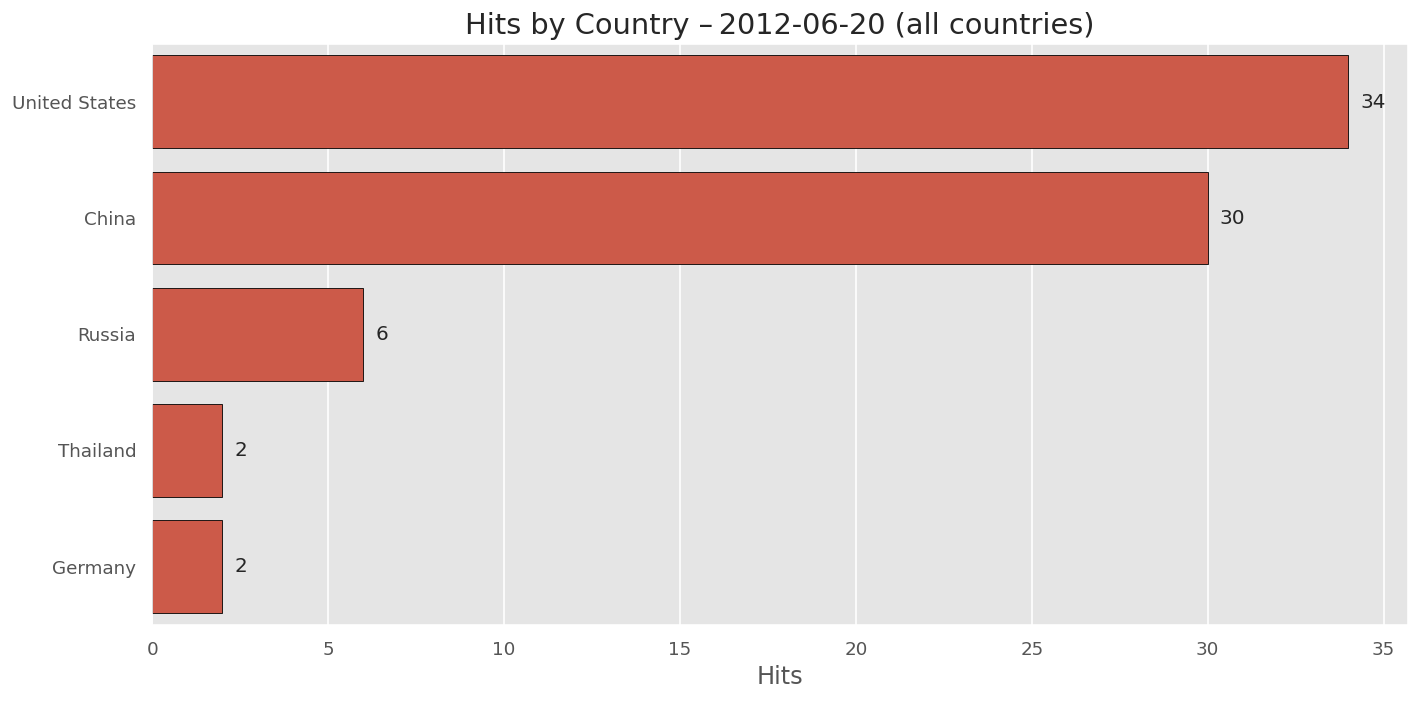 Hits by Country – 2012-06-20 (all countries)
United States
34
China
30
Russia
6
Thailand
2
Germany
2
0 5 10 15 20 25 30 35
Hits